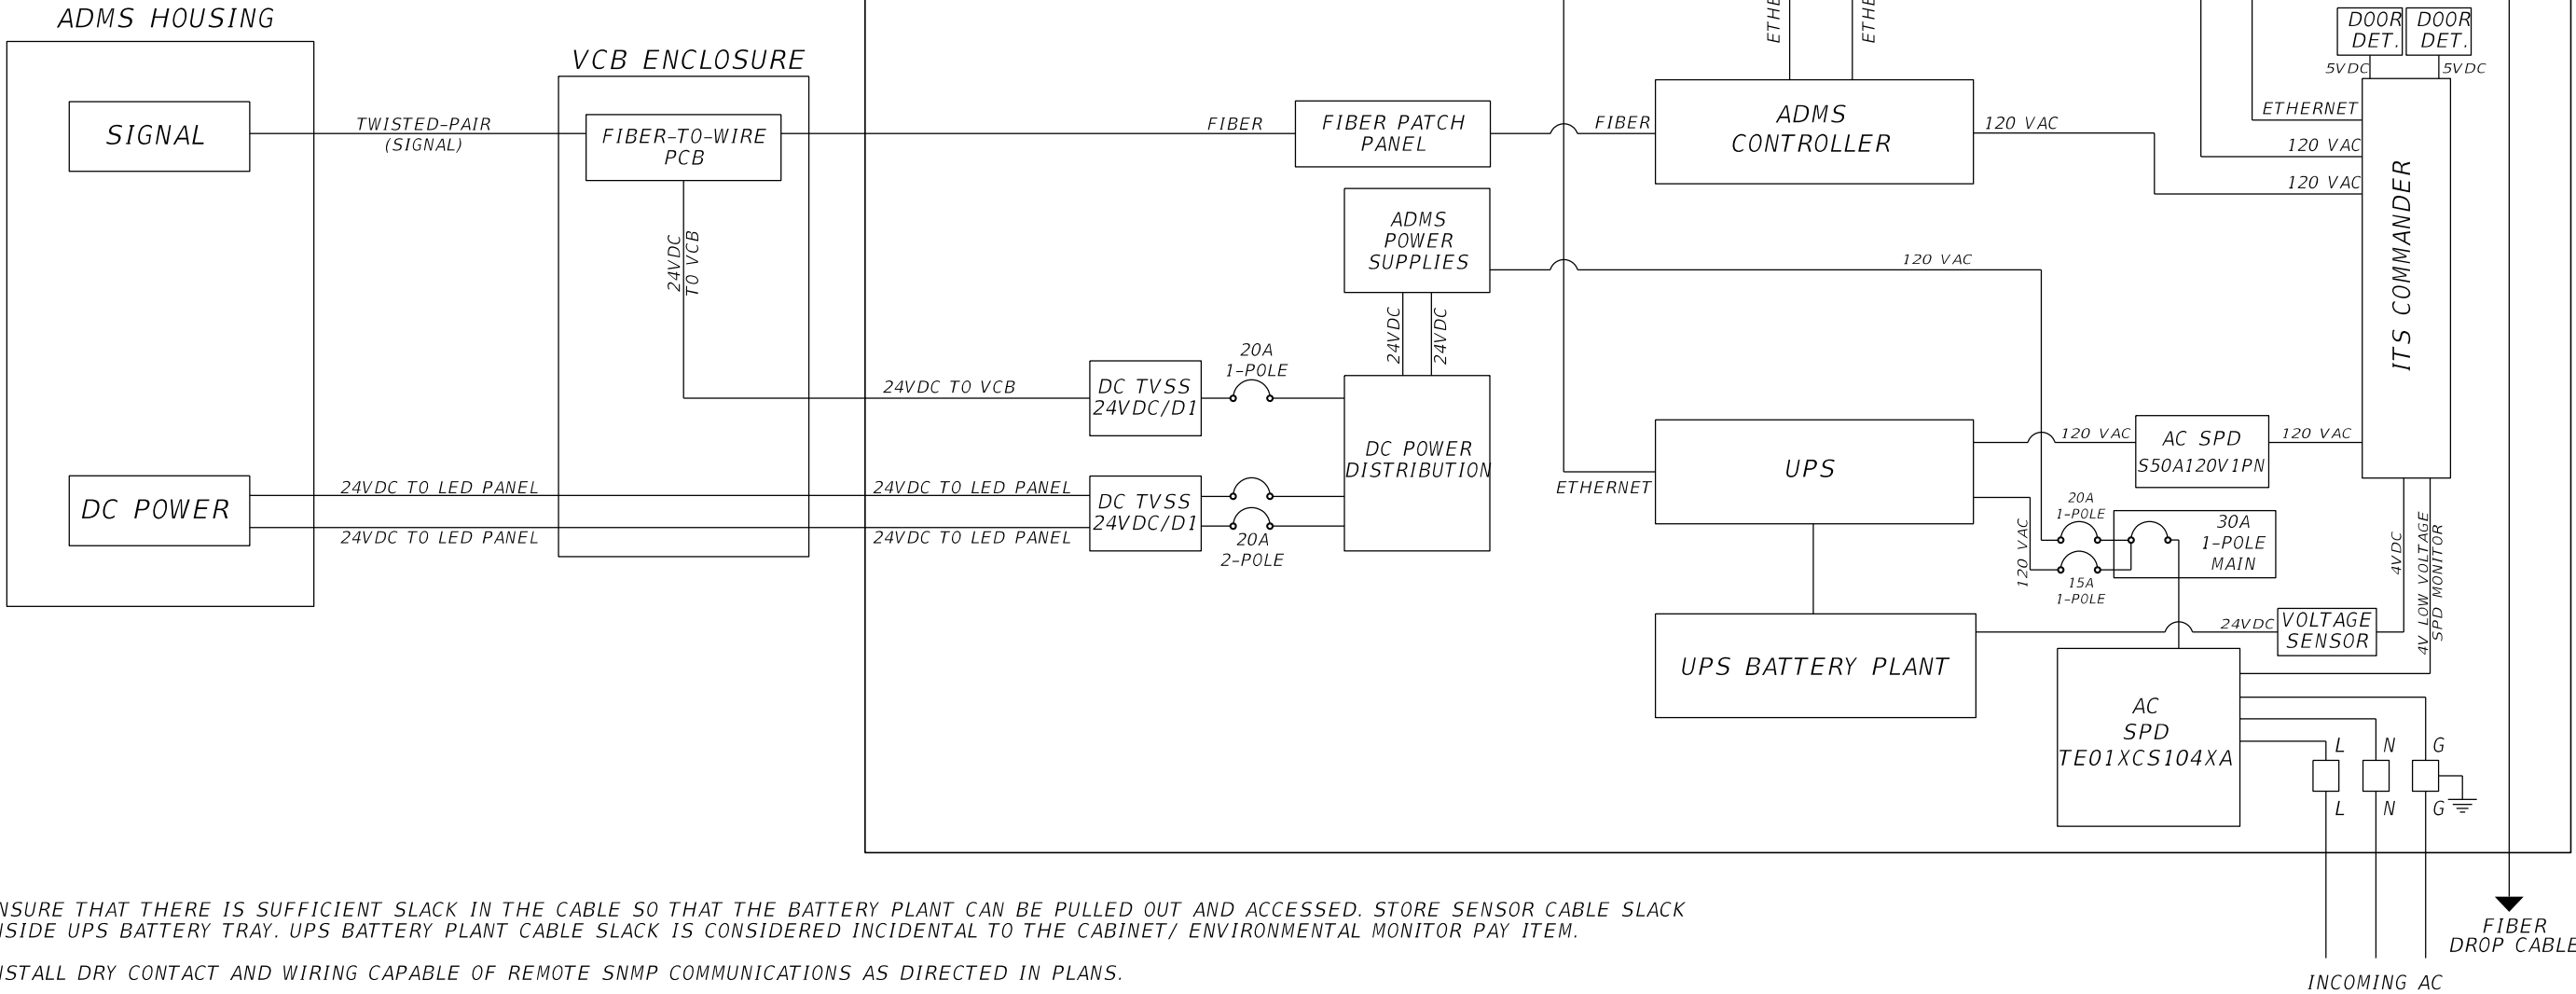 ADMS HOUSING
SIGNAL
DC POWER
TWISTED-PAIR
(SIGNAL)
24VDC TO LED PANEL
24VDC TO LED PANEL
VCB ENCLOSURE
FIBER-TO-WIRE
PCB
24VDC
TO VCB
FIBER
FIBER PATCH
PANEL
FIBER
ADMS
POWER
SUPPLIES
24VDC
24VDC
24VDC TO VCB
DC TVSS
24VDC/D1
20A
1-POLE
24VDC TO LED PANEL
24VDC TO LED PANEL
DC TVSS
24VDC/D1
20A
2-POLE
DC POWER
DISTRIBUTION
ETHE
ETHE
ADMS
CONTROLLER
120 VAC
120 VAC
ETHERNET
UPS
UPS BATTERY PLANT
120 VAC
AC SPD
S50A120V1PN
120 VAC
120 VAC
20A
1-POLE
15A
1-POLE
30A
1-POLE
MAIN
DOOR
DET.
DOOR
DET.
5VDC
5VDC
ETHERNET
120 VAC
120 VAC
ITS COMMANDER
4VDC
4V LOW VOLTAGE
SPD MONITOR
24VDC
VOLTAGE
SENSOR
AC
SPD
TE01XCS104XA
L
N
G
L
N
G
FIBER
DROP CABLE
INCOMING AC
NSURE THAT THERE IS SUFFICIENT SLACK IN THE CABLE SO THAT THE BATTERY PLANT CAN BE PULLED OUT AND ACCESSED. STORE SENSOR CABLE SLACK
NSIDE UPS BATTERY TRAY. UPS BATTERY PLANT CABLE SLACK IS CONSIDERED INCIDENTAL TO THE CABINET/ ENVIRONMENTAL MONITOR PAY ITEM.
NSTALL DRY CONTACT AND WIRING CAPABLE OF REMOTE SNMP COMMUNICATIONS AS DIRECTED IN PLANS.